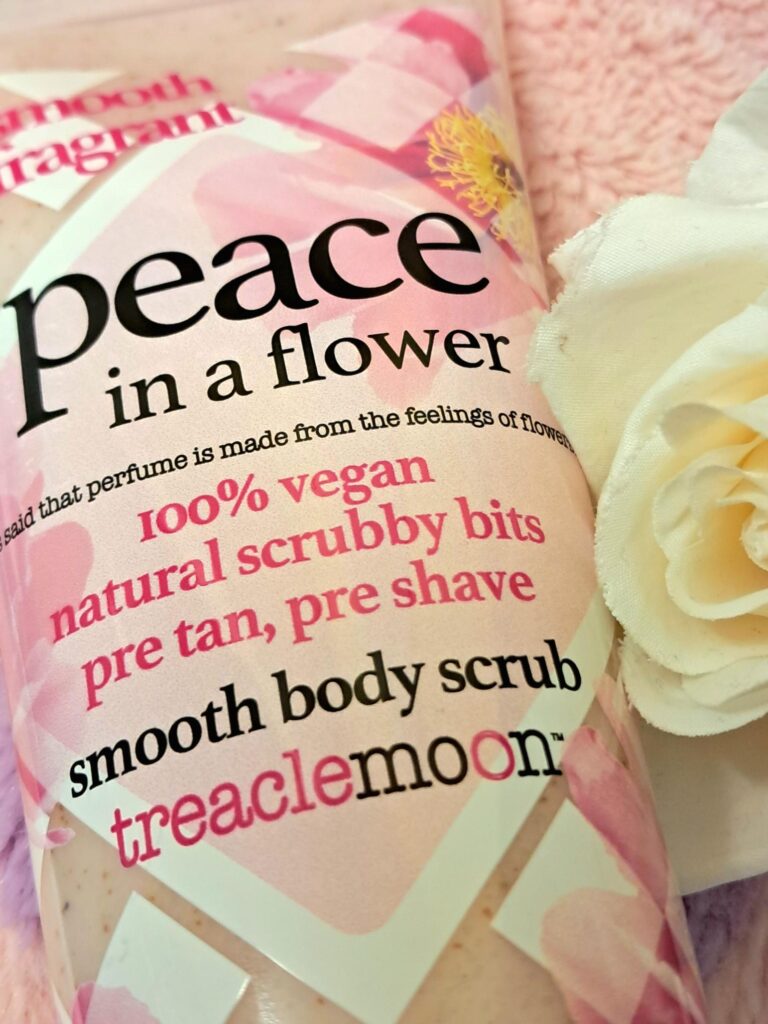 smooth
fragrant
peace
in a flower
said that perfume is made from the feelings of flowers
100% vegan
natural scrubby bits
pre tan, pre shave
smooth body scrub
treaclemoon™